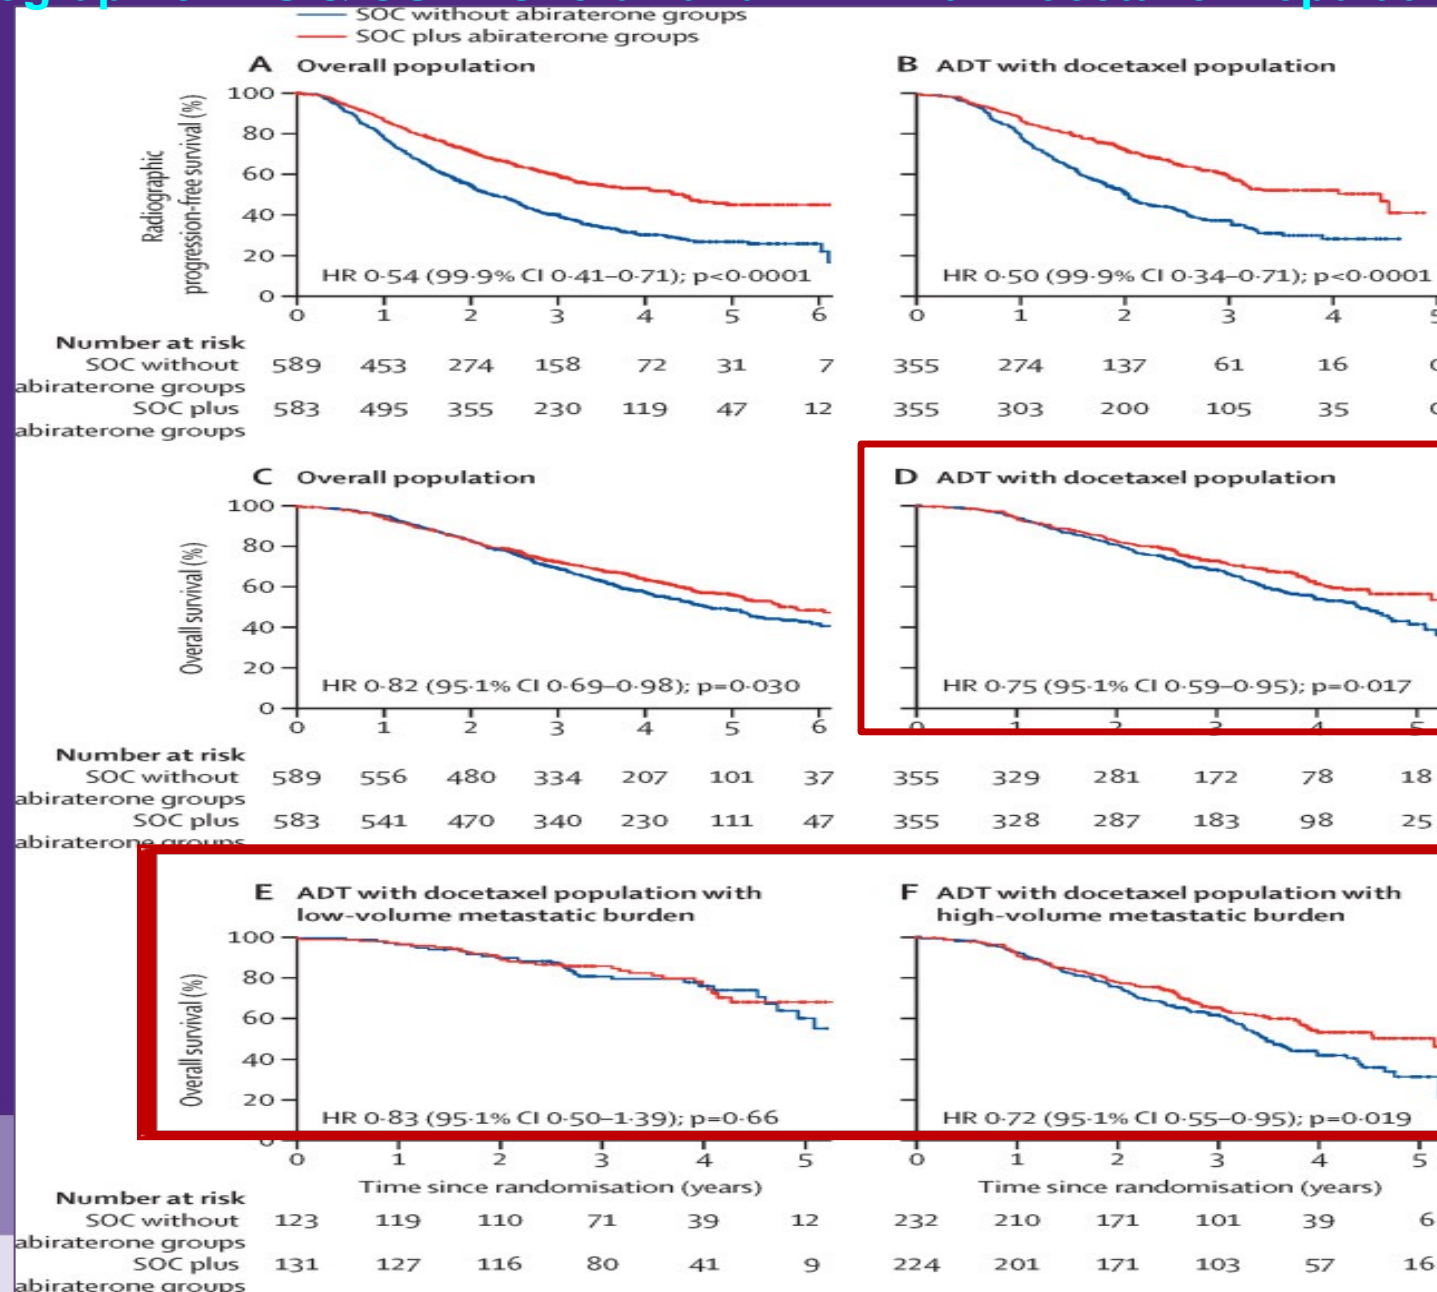 SOC without abiraterone groups
SOC plus abiraterone groups
A Overall population
B ADT with docetaxel population
Radiographic
progression-free survival (%)
100
80
60
40
20
0
HR 0·54 (99·9% CI 0·41–0·71); p<0·0001
HR 0·50 (99·9% CI 0·34–0·71); p<0·0001
0 1 2 3 4 5 6
0 1 2 3 4 5
Number at risk
SOC without 589 453 274 158 72 31 7 355 274 137 61 16 0
abiraterone groups
SOC plus 583 495 355 230 119 47 12 355 303 200 105 35 0
abiraterone groups
C Overall population
D ADT with docetaxel population
Overall survival (%)
100
80
60
40
20
0
HR 0·82 (95·1% CI 0·69–0·98); p=0·030
HR 0·75 (95·1% CI 0·59–0·95); p=0·017
0 1 2 3 4 5 6
0 1 2 3 4 5
Number at risk
SOC without 589 556 480 334 207 101 37 355 329 281 172 78 18
abiraterone groups
SOC plus 583 541 470 340 230 111 47 355 328 287 183 98 25
abiraterone groups
E ADT with docetaxel population with
low-volume metastatic burden
F ADT with docetaxel population with
high-volume metastatic burden
Overall survival (%)
100
80
60
40
20
0
HR 0·83 (95·1% CI 0·50–1·39); p=0·66
HR 0·72 (95·1% CI 0·55–0·95); p=0·019
0 1 2 3 4 5
0 1 2 3 4 5
Time since randomisation (years)
Time since randomisation (years)
Number at risk
SOC without 123 119 110 71 39 12 232 210 171 101 39 6
abiraterone groups
SOC plus 131 127 116 80 41 9 224 201 171 103 57 16
abiraterone groups